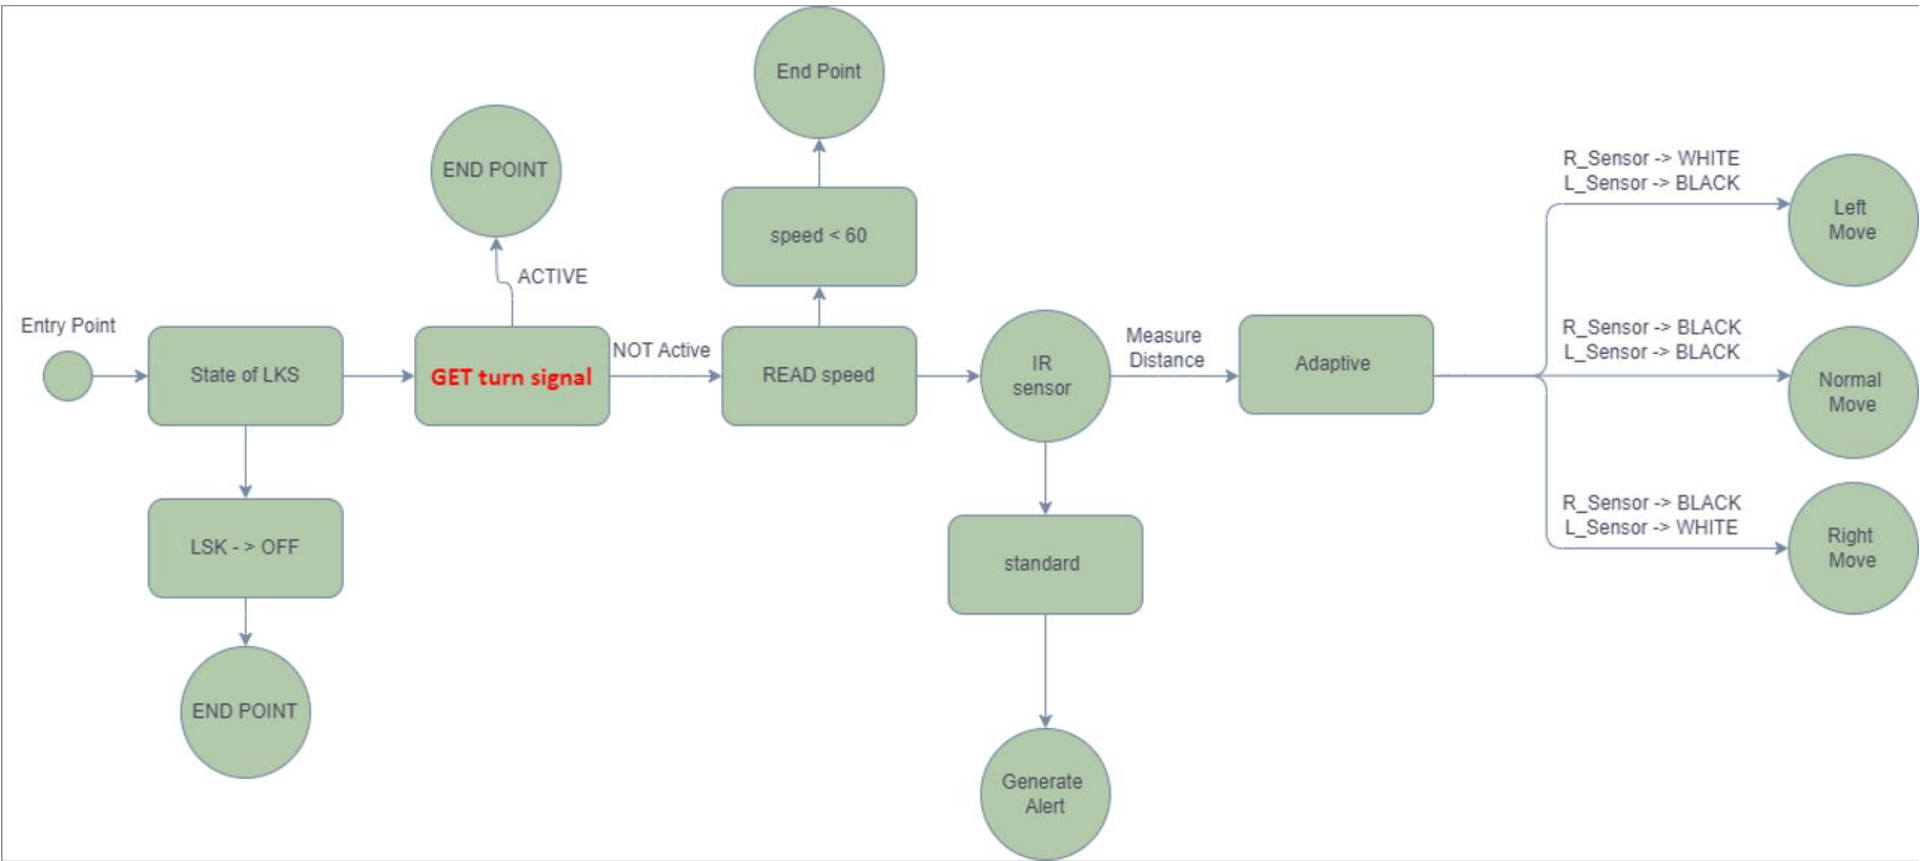 Entry Point
State of LKS
LSK - > OFF
END POINT
GET turn signal
ACTIVE
END POINT
NOT Active
READ speed
speed < 60
End Point
IR
sensor
standard
Generate
Alert
Measure
Distance
Adaptive
R_Sensor -> WHITE
L_Sensor -> BLACK
Left
Move
R_Sensor -> BLACK
L_Sensor -> BLACK
Normal
Move
R_Sensor -> BLACK
L_Sensor -> WHITE
Right
Move